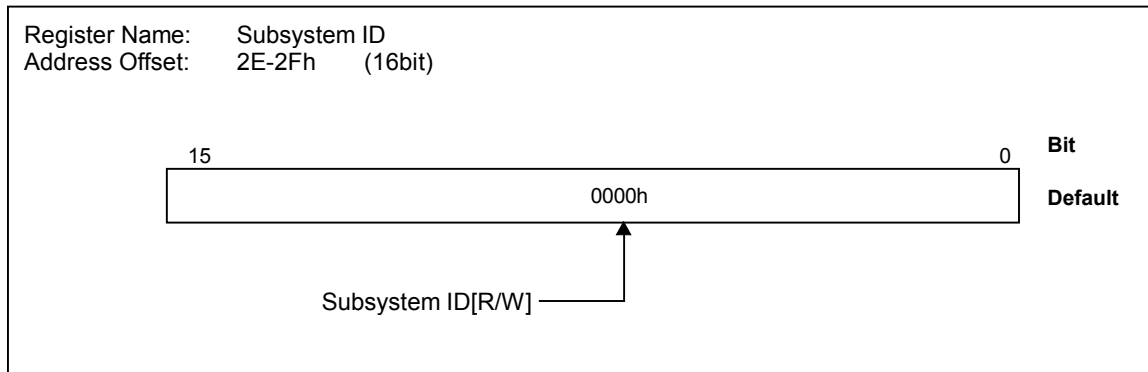 Register Name: Subsystem ID
Address Offset: 2E-2Fh (16bit)
15 0 Bit
0000h Default
Subsystem ID[R/W]